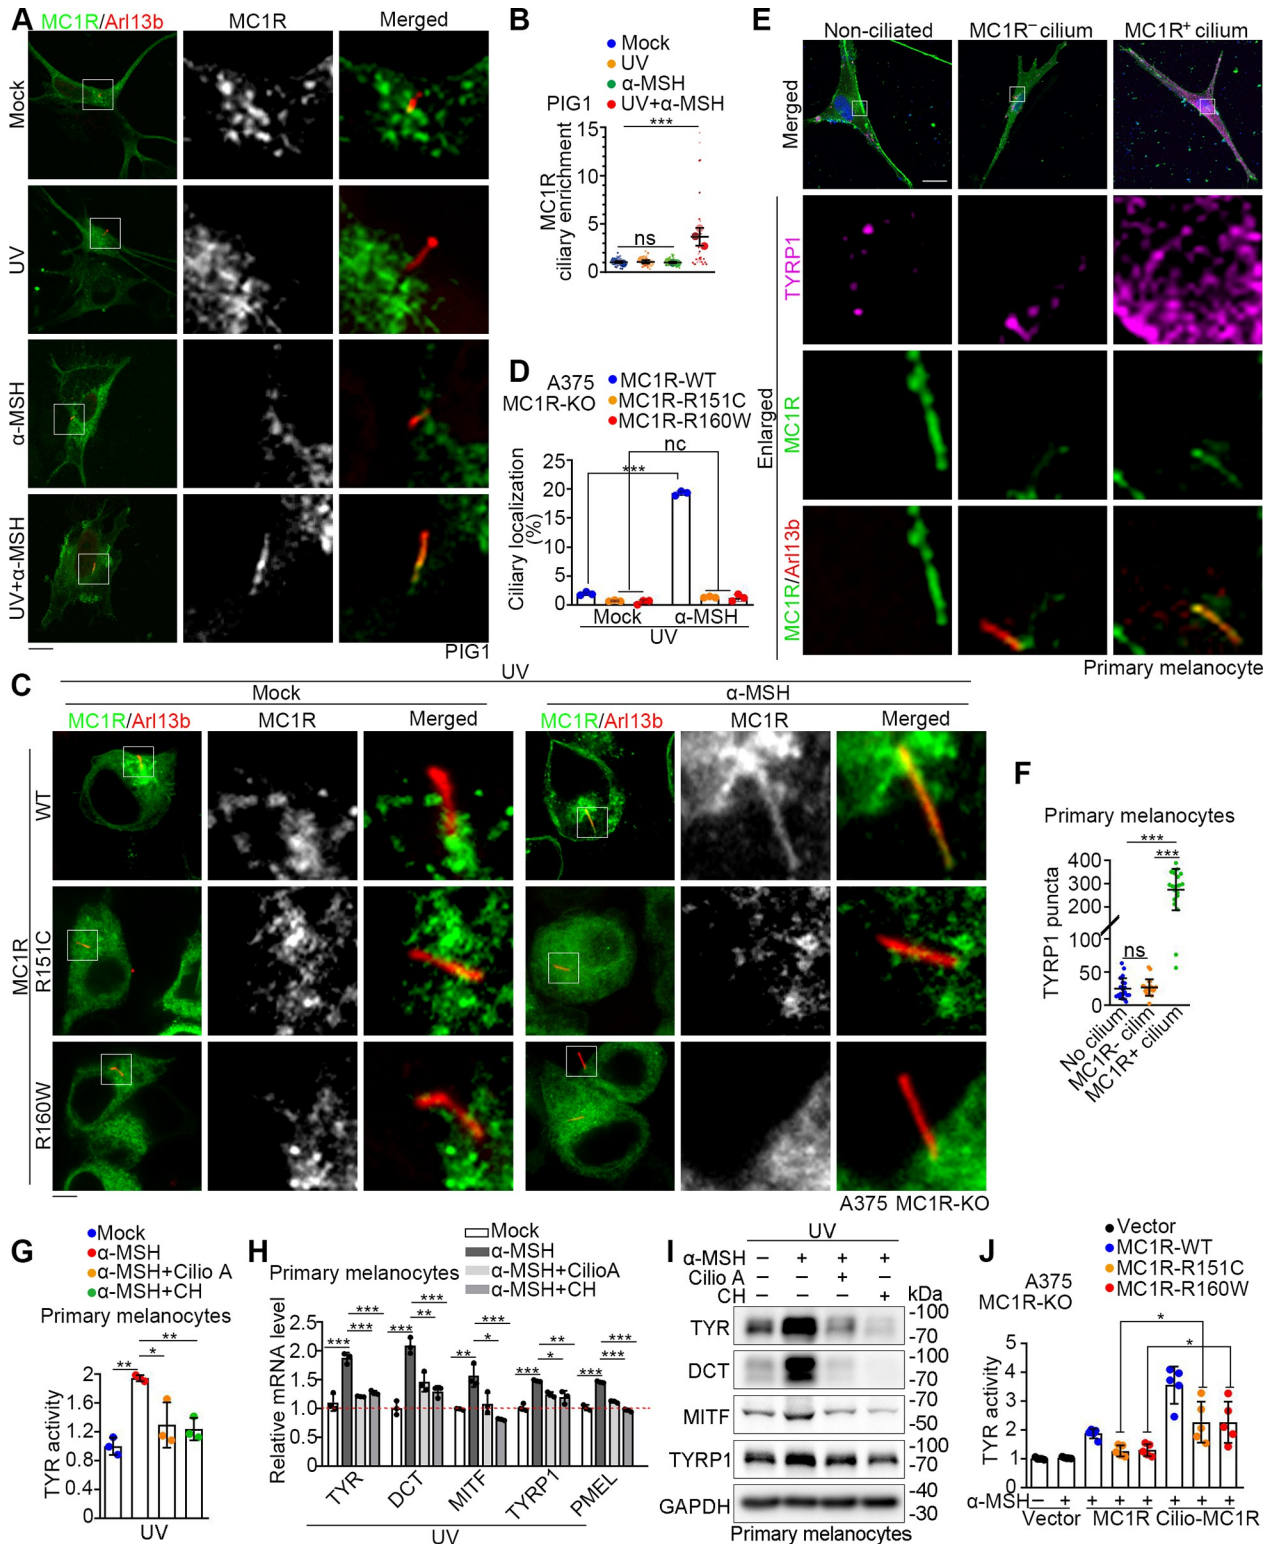 A
MC1R/Arl13b
MC1R
Merged
Mock
UV
α-MSH
UV+α-MSH
PIG1
B
Mock
UV
α-MSH
UV+α-MSH
PIG1
MC1R
ciliary enrichment
15
10
5
0
***
ns
D
A375
MC1R-KO
MC1R-WT
MC1R-R151C
MC1R-R160W
Ciliary localization
(%)
25
20
15
10
5
0
***
nc
Mock
α-MSH
UV
E
Non-ciliated
MC1R− cilium
MC1R+ cilium
Merged
Enlarged
TYRP1
MC1R
MC1R/Arl13b
Primary melanocyte
C
UV
Mock
α-MSH
MC1R/Arl13b
MC1R
Merged
MC1R/Arl13b
MC1R
Merged
MC1R
WT
R151C
R160W
A375 MC1R-KO
F
Primary melanocytes
TYRP1 puncta
400
300
200
100
50
0
***
***
ns
No cilium
MC1R- cilim
MC1R+ cilium
G
Mock
α-MSH
α-MSH+Cilio A
α-MSH+CH
Primary melanocytes
TYR activity
2
1.6
1.2
0.8
0.4
0
**
*
**
UV
H
Mock
α-MSH
α-MSH+CilioA
α-MSH+CH
Primary melanocytes
Relative mRNA level
2.5
2.0
1.5
1.0
0.5
0
***
***
***
***
**
***
**
*
***
***
*
**
***
***
***
TYR
DCT
MITF
TYRP1
PMEL
UV
I
UV
α-MSH − + + +
Cilio A − − + −
CH − − − +
kDa
TYR
-100
-70
DCT
-100
-70
MITF
-70
-50
TYRP1
-100
-70
GAPDH
-40
-30
Primary melanocytes
J
A375
MC1R-KO
Vector
MC1R-WT
MC1R-R151C
MC1R-R160W
TYR activity
5
4
3
2
1
0
*
*
α-MSH − + + + + + + +
Vector
MC1R
Cilio-MC1R